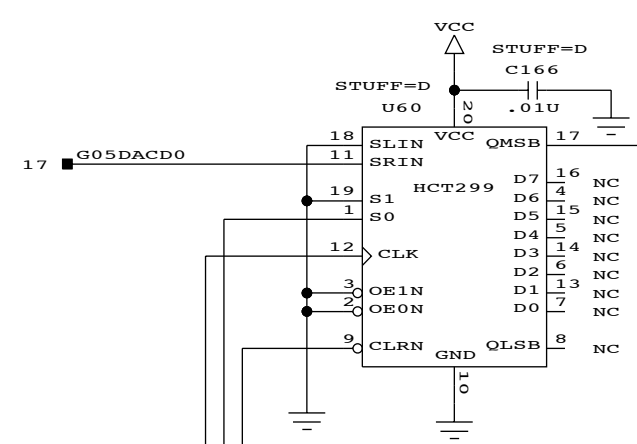 VCC
STUFF=D
C166
STUFF=D
U60
20
.01U
18 SLIN VCC QMSB 17
17 G05DACD0 11 SRIN
D7 16 NC
HCT299
19 S1 D6 4 NC
1 S0 D5 15 NC
D4 5 NC
12 CLK D3 14 NC
D2 6 NC
3 OE1N D1 13 NC
2 OE0N D0 7 NC
9 CLRN GND QLSB 8 NC
10